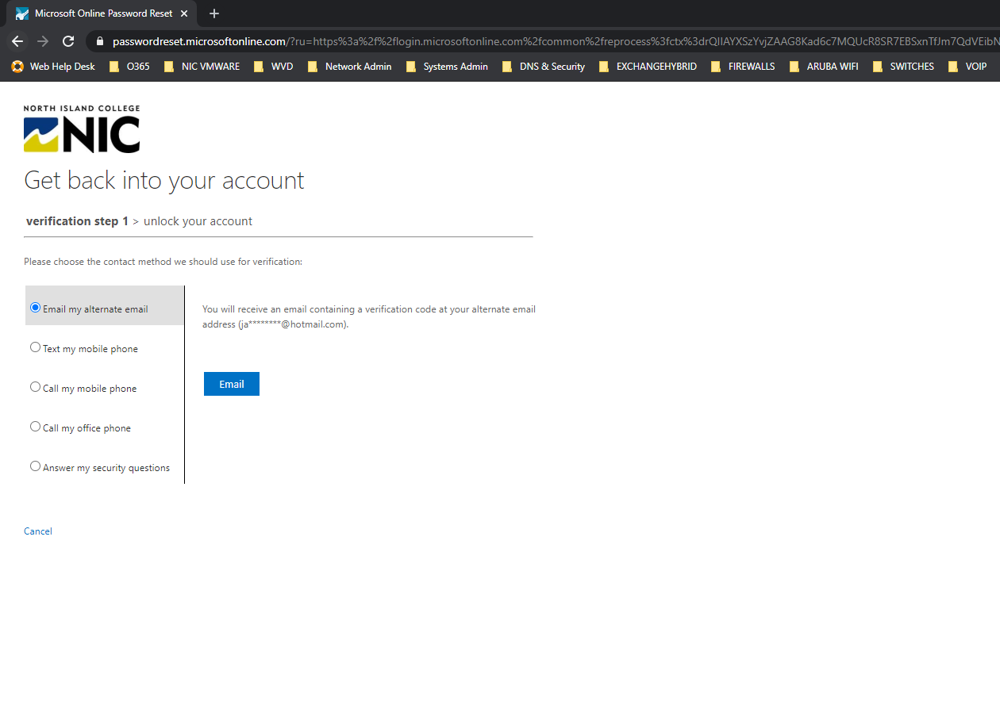 Microsoft Online Password Reset
passwordreset.microsoftonline.com/?ru=https%3a%2f%2flogin.microsoftonline.com%2fcommon%2freprocess%3fctx%3drQIIAYXSzYvjZAAG8Kad6c7MQUcR8SR7EBSxnTfJm7QdVEibN
Web Help Desk O365 NIC VMWARE WVD Network Admin Systems Admin DNS & Security EXCHANGEHYBRID FIREWALLS ARUBA WIFI SWITCHES VOIP
NORTH ISLAND COLLEGE
NIC
Get back into your account
verification step 1 > unlock your account
Please choose the contact method we should use for verification:
Email my alternate email
You will receive an email containing a verification code at your alternate email
address (ja********@hotmail.com).
Text my mobile phone
Call my mobile phone
Email
Call my office phone
Answer my security questions
Cancel